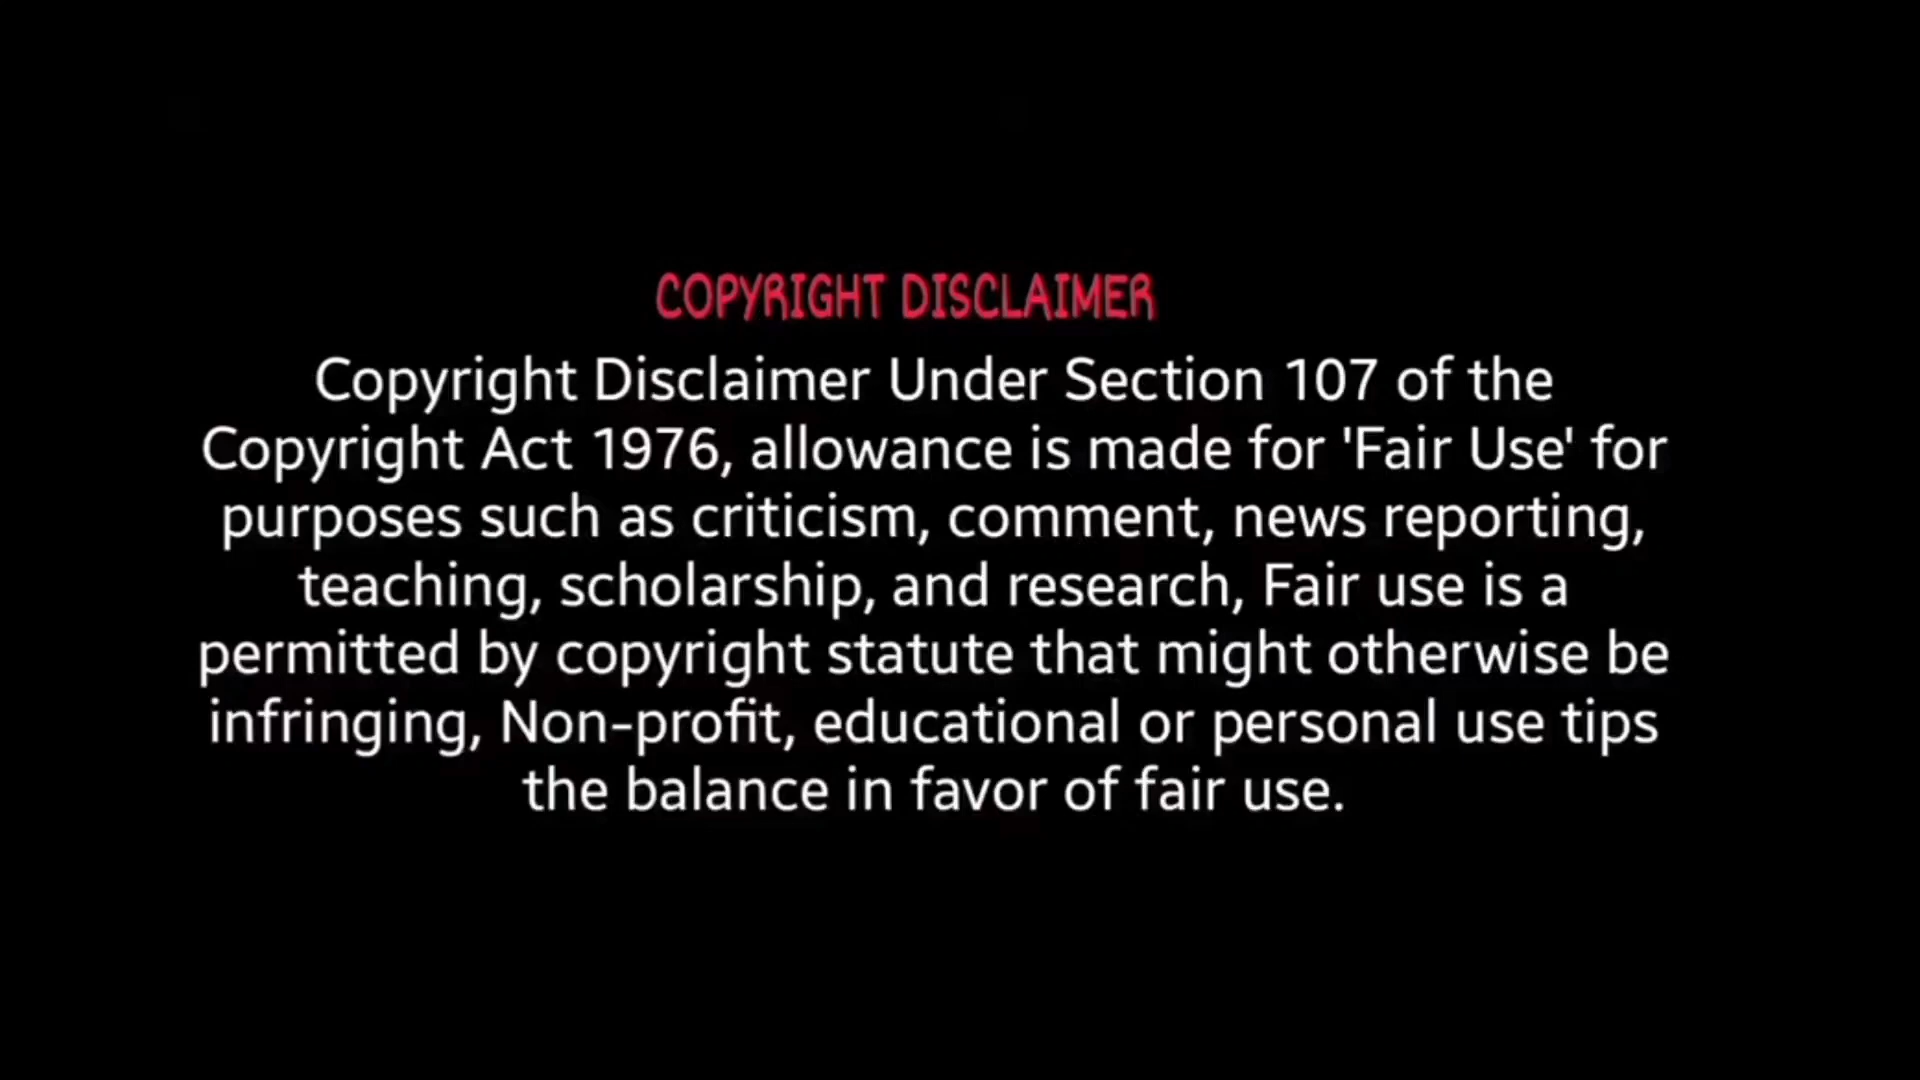 COPYRIGHT DISCLAIMER
Copyright Disclaimer Under Section 107 of the
Copyright Act 1976, allowance is made for 'Fair Use' for
purposes such as criticism, comment, news reporting,
teaching, scholarship, and research, Fair use is a
permitted by copyright statute that might otherwise be
infringing, Non-profit, educational or personal use tips
the balance in favor of fair use.